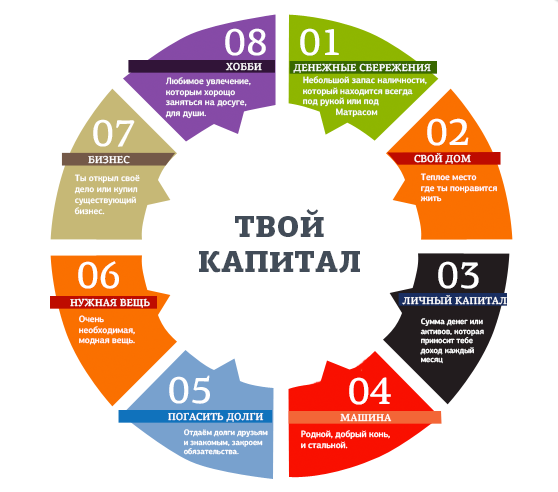 ТВОЙ
КАПИТАЛ
01
ДЕНЕЖНЫЕ СБЕРЕЖЕНИЯ
Небольшой запас наличности,
который находится всегда
под рукой или под
Матрасом
02
СВОЙ ДОМ
Теплое место
где ты понравится
жить
03
ЛИЧНЫЙ КАПИТАЛ
Сумма денег или
активов, которая
приносит тебе
доход каждый
месяц
04
МАШИНА
Родной, добрый конь,
и стальной.
05
ПОГАСИТЬ ДОЛГИ
Отдаём долги друзьям
и знакомым, закроем
обязательства.
06
НУЖНАЯ ВЕЩЬ
Очень
необходимая,
модная вещь.
07
БИЗНЕС
Ты открыл своё
дело или купил
существующий
бизнес.
08
ХОББИ
Любимое увлечение,
которым хорошо
заняться на досуге,
для души.